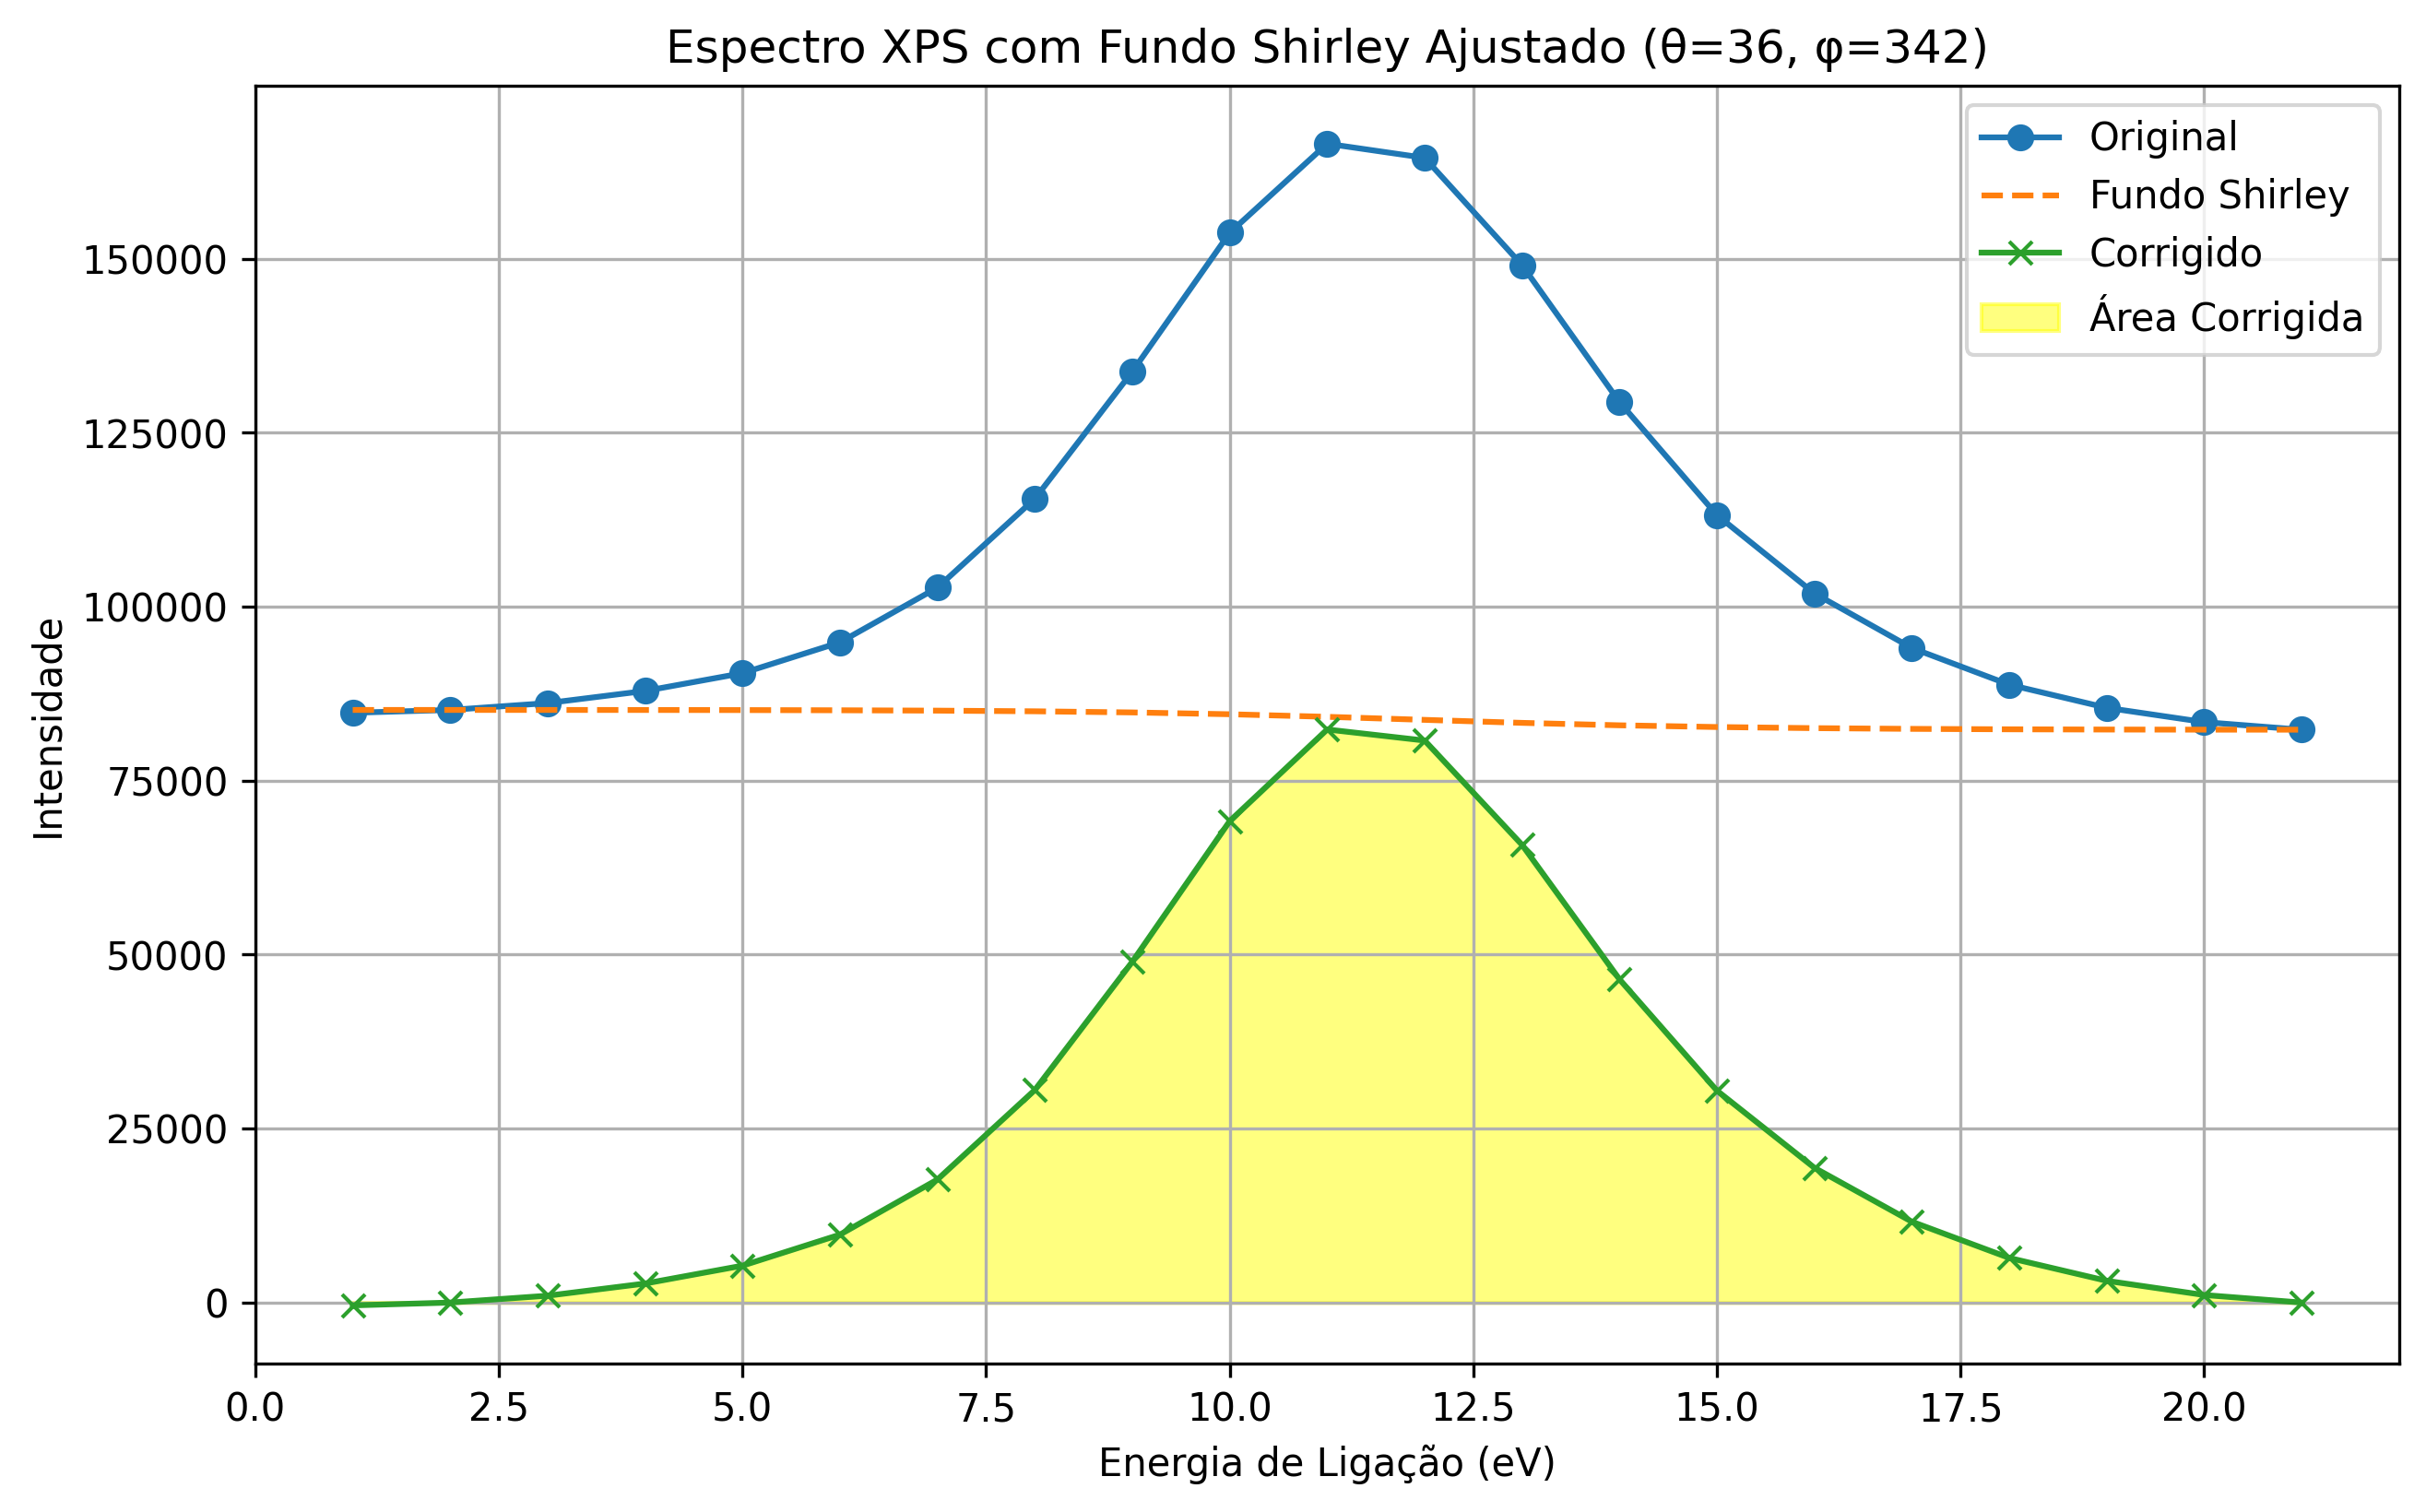 Espectro XPS com Fundo Shirley Ajustado (θ=36, φ=342)
Original
Fundo Shirley
Corrigido
Área Corrigida
Intensidade
150000
125000
100000
75000
50000
25000
0
0.0 2.5 5.0 7.5 10.0 12.5 15.0 17.5 20.0
Energia de Ligação (eV)